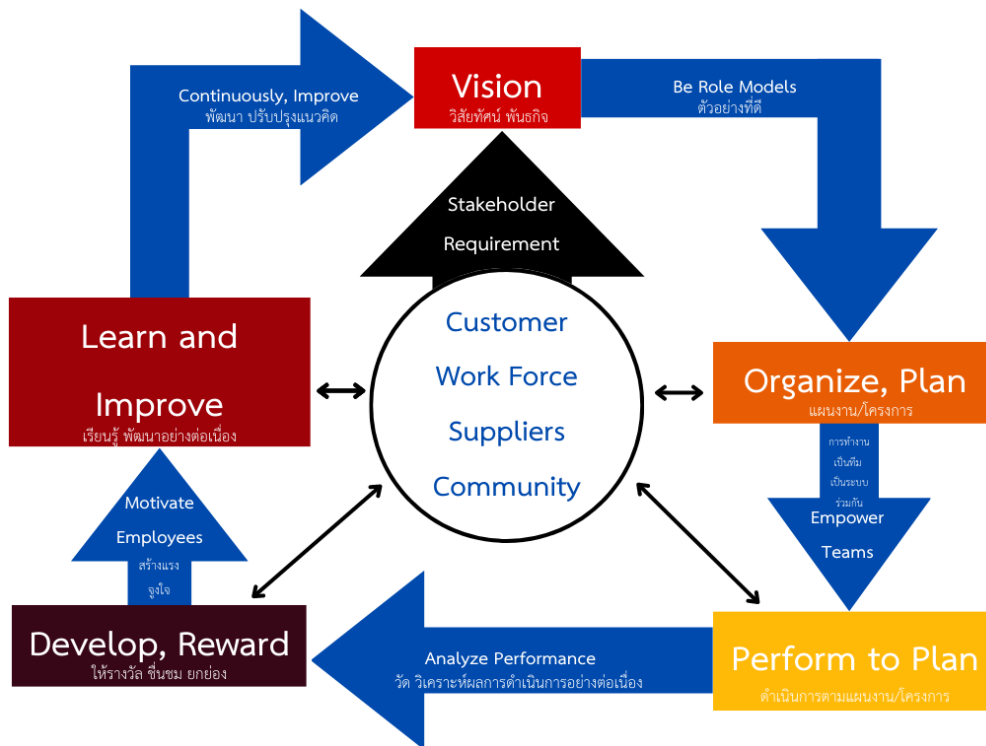 Vision
วิสัยทัศน์ พันธกิจ
Be Role Models
ตัวอย่างที่ดี
Organize, Plan
แผนงาน/โครงการ
การทำงาน
เป็นทีม
เป็นระบบ
ร่วมกัน
Empower
Teams
Perform to Plan
ดำเนินการตามแผนงาน/โครงการ
Analyze Performance
วัด วิเคราะห์ผลการดำเนินการอย่างต่อเนื่อง
Develop, Reward
ให้รางวัล ชื่นชม ยกย่อง
Motivate
Employees
สร้างแรง
จูงใจ
Learn and
Improve
เรียนรู้ พัฒนาอย่างต่อเนื่อง
Continuously, Improve
พัฒนา ปรับปรุงแนวคิด
Stakeholder
Requirement
Customer
Work Force
Suppliers
Community